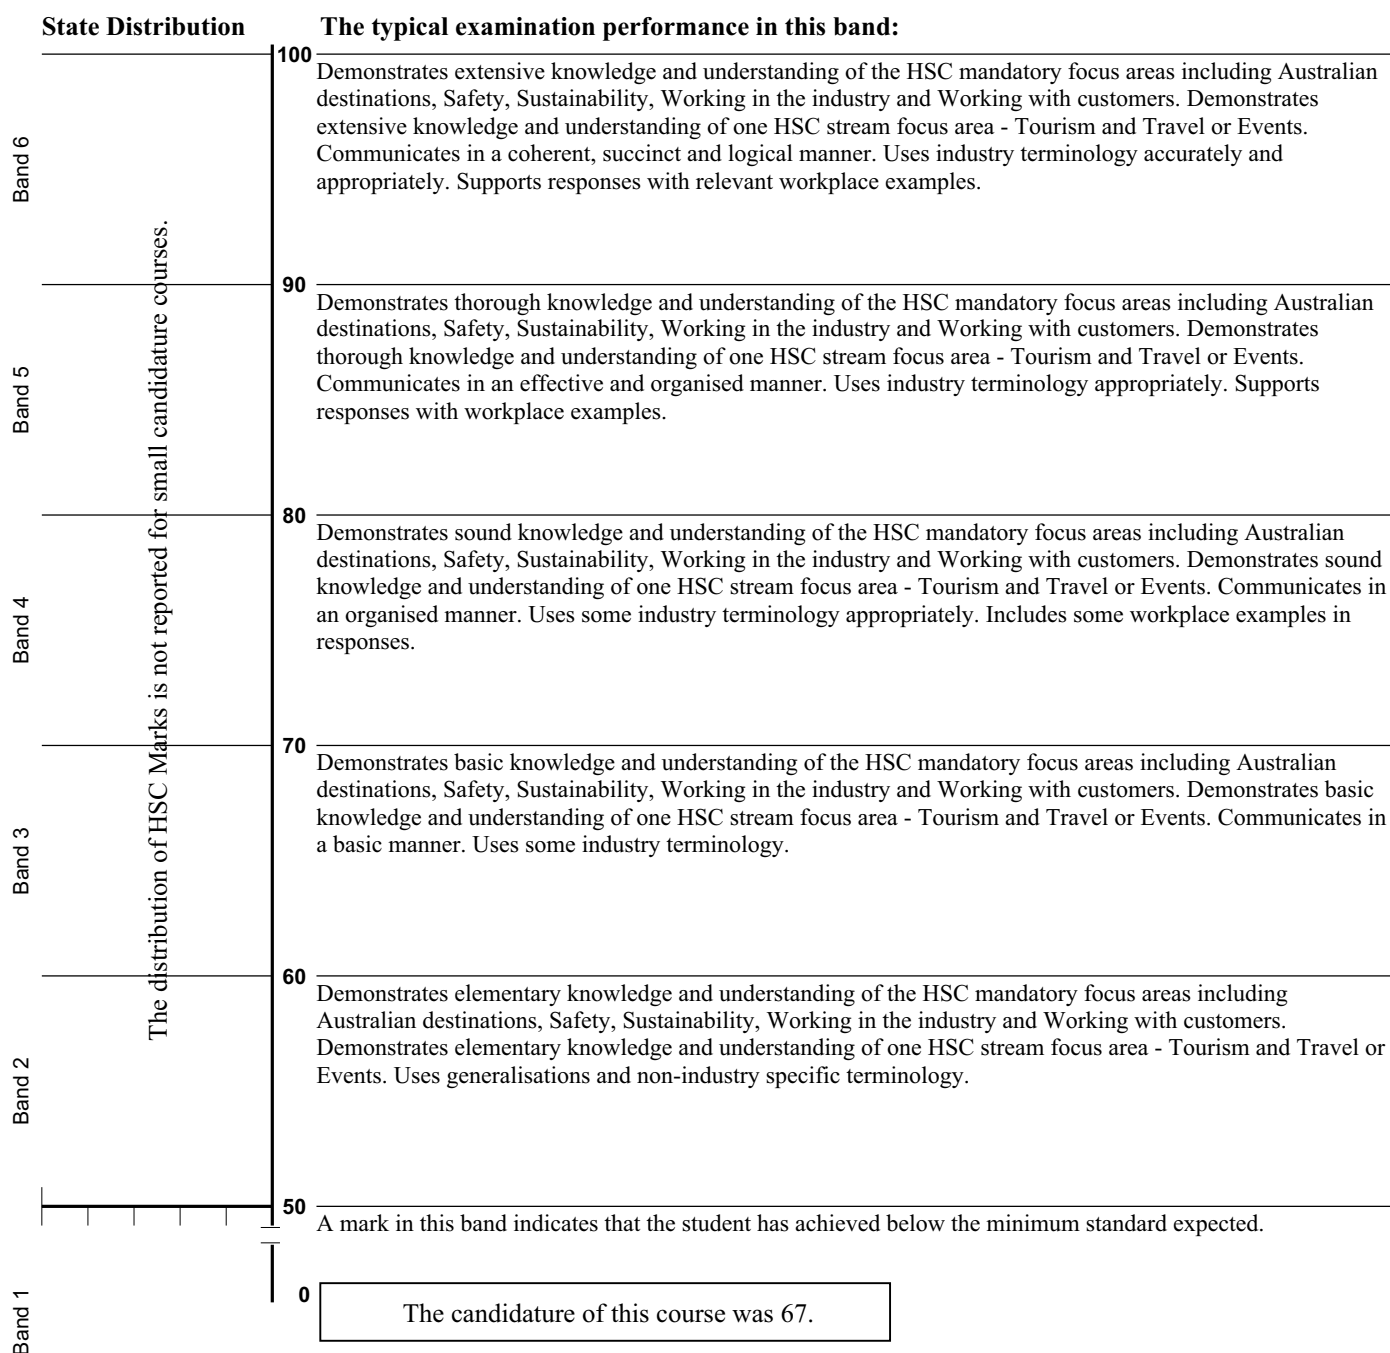 State Distribution
The typical examination performance in this band:
100
Demonstrates extensive knowledge and understanding of the HSC mandatory focus areas including Australian
destinations, Safety, Sustainability, Working in the industry and Working with customers. Demonstrates
extensive knowledge and understanding of one HSC stream focus area - Tourism and Travel or Events.
Communicates in a coherent, succinct and logical manner. Uses industry terminology accurately and
appropriately. Supports responses with relevant workplace examples.
Band 6
The distribution of HSC Marks is not reported for small candidature courses.
90
Demonstrates thorough knowledge and understanding of the HSC mandatory focus areas including Australian
destinations, Safety, Sustainability, Working in the industry and Working with customers. Demonstrates
thorough knowledge and understanding of one HSC stream focus area - Tourism and Travel or Events.
Communicates in an effective and organised manner. Uses industry terminology appropriately. Supports
responses with workplace examples.
Band 5
80
Demonstrates sound knowledge and understanding of the HSC mandatory focus areas including Australian
destinations, Safety, Sustainability, Working in the industry and Working with customers. Demonstrates sound
knowledge and understanding of one HSC stream focus area - Tourism and Travel or Events. Communicates in
an organised manner. Uses some industry terminology appropriately. Includes some workplace examples in
responses.
Band 4
70
Demonstrates basic knowledge and understanding of the HSC mandatory focus areas including Australian
destinations, Safety, Sustainability, Working in the industry and Working with customers. Demonstrates basic
knowledge and understanding of one HSC stream focus area - Tourism and Travel or Events. Communicates in
a basic manner. Uses some industry terminology.
Band 3
60
Demonstrates elementary knowledge and understanding of the HSC mandatory focus areas including
Australian destinations, Safety, Sustainability, Working in the industry and Working with customers.
Demonstrates elementary knowledge and understanding of one HSC stream focus area - Tourism and Travel or
Events. Uses generalisations and non-industry specific terminology.
Band 2
50
A mark in this band indicates that the student has achieved below the minimum standard expected.
0
Band 1
The candidature of this course was 67.